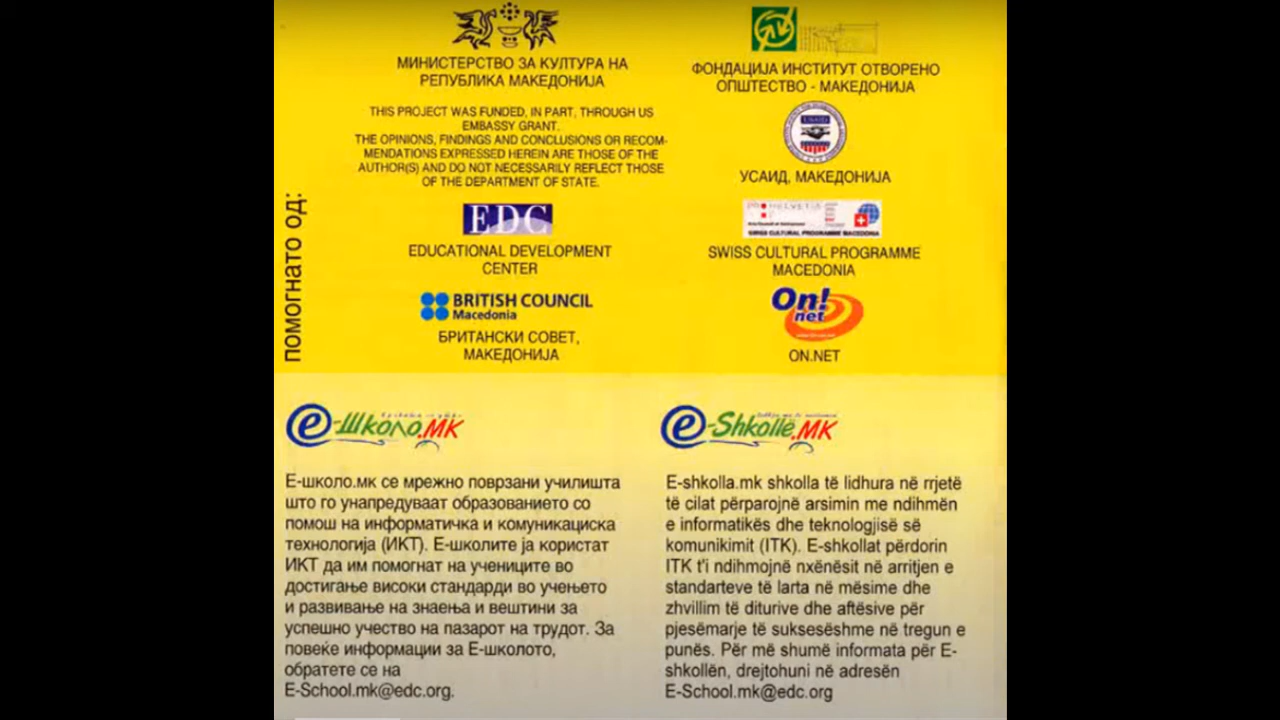 ПОМОГНАТО ОД:
МИНИСТЕРСТВО ЗА КУЛТУРА НА
РЕПУБЛИКА МАКЕДОНИЈА
THIS PROJECT WAS FUNDED, IN PART, THROUGH US
EMBASSY GRANT.
THE OPINIONS, FINDINGS AND CONCLUSIONS OR RECOM-
MENDATIONS EXPRESSED HEREIN ARE THOSE OF THE
AUTHOR(S) AND DO NOT NECESSARILY REFLECT THOSE
OF THE DEPARTMENT OF STATE.
EDC
EDUCATIONAL DEVELOPMENT
CENTER
BRITISH COUNCIL
Macedonia
БРИТАНСКИ СОВЕТ,
МАКЕДОНИЈА
ФОНДАЦИЈА ИНСТИТУТ ОТВОРЕНО
ОПШТЕСТВО - МАКЕДОНИЈА
USAID
УСАИД, МАКЕДОНИЈА
PRO HELVETIA
SWISS CULTURAL PROGRAMME MACEDONIA
SWISS CULTURAL PROGRAMME
MACEDONIA
On!
net
ON.NET
e-Школо.МК
Е-школо.мк се мрежно поврзани училишта
што го унапредуваат образованието со
помош на информатичка и комуникациска
технологија (ИКТ). Е-школите ја користат
ИКТ да им помогнат на учениците во
достигање високи стандарди во учењето
и развивање на знаења и вештини за
успешно учество на пазарот на трудот. За
повеќе информации за Е-школото,
обратете се на
E-School.mk@edc.org.
e-Shkollë.MK
E-shkolla.mk shkolla të lidhura në rrjetë
të cilat përparojnë arsimin me ndihmën
e informatikës dhe teknologjisë së
komunikimit (ITK). E-shkollat përdorin
ITK t'i ndihmojnë nxënësit në arritjen e
standarteve të larta në mësime dhe
zhvillim të diturive dhe aftësive për
pjesëmarje të suksesëshme në tregun e
punës. Për më shumë informata për E-
shkollën, drejtohuni në adresën
E-School.mk@edc.org